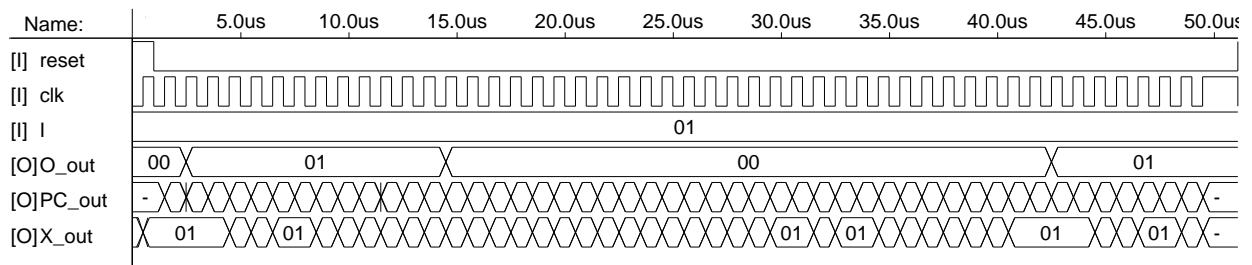 Name: 5.0us 10.0us 15.0us 20.0us 25.0us 30.0us 35.0us 40.0us 45.0us 50.0us
[I] reset
[I] clk
[I] I 01
[O]O_out 00 01 00 01
[O]PC_out - -
[O]X_out 01 01 01 01 01 01 -